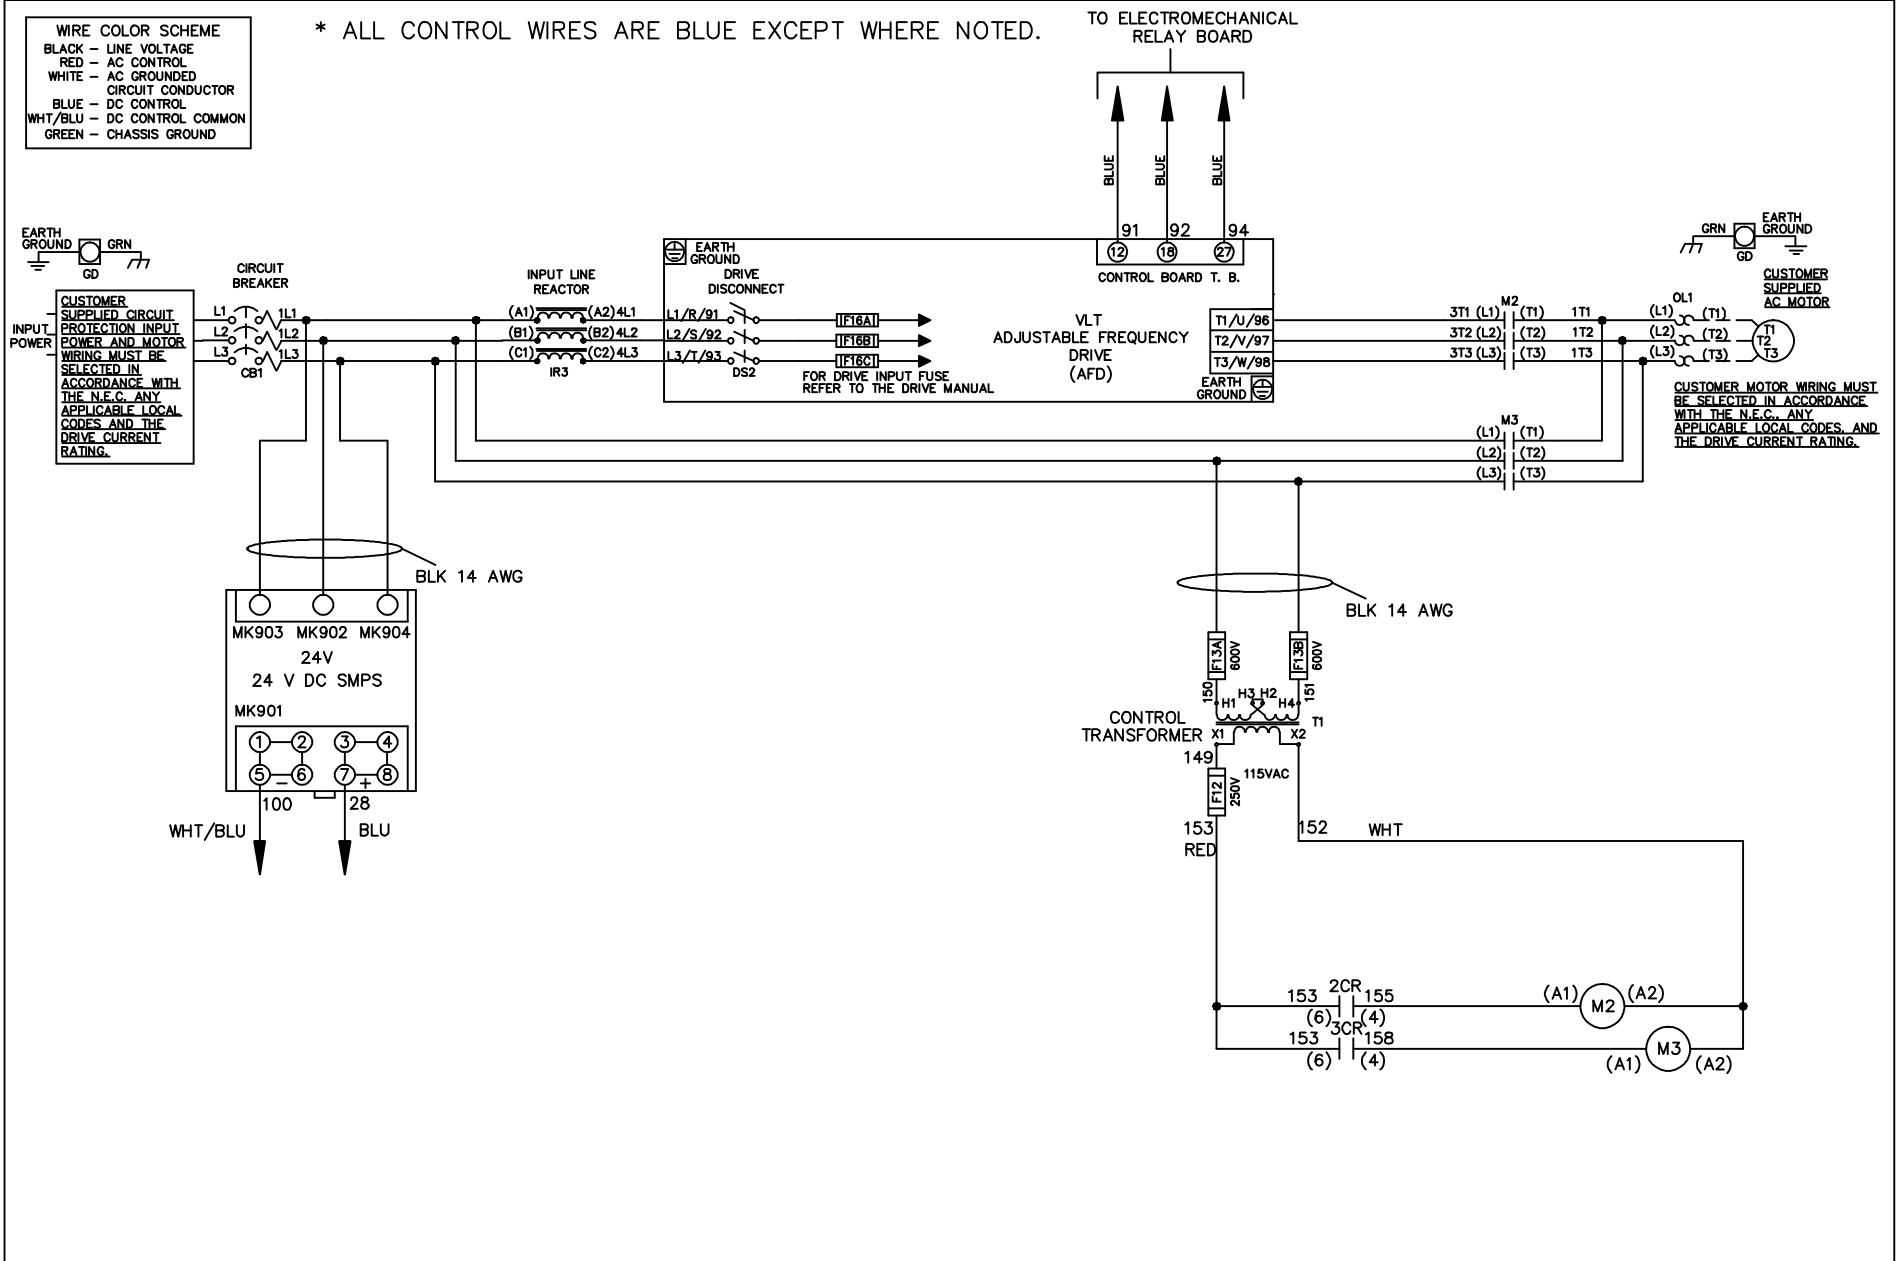 WIRE COLOR SCHEME
BLACK – LINE VOLTAGE
RED – AC CONTROL
WHITE – AC GROUNDED
CIRCUIT CONDUCTOR
BLUE – DC CONTROL
WHT/BLU – DC CONTROL COMMON
GREEN – CHASSIS GROUND
* ALL CONTROL WIRES ARE BLUE EXCEPT WHERE NOTED.
TO ELECTROMECHANICAL
RELAY BOARD
BLUE
BLUE
BLUE
91 92 94
12 18 27
CONTROL BOARD T. B.
EARTH
GROUND
GRN
GD
CIRCUIT
BREAKER
INPUT
POWER
CUSTOMER
SUPPLIED CIRCUIT
PROTECTION INPUT
POWER AND MOTOR
WIRING MUST BE
SELECTED IN
ACCORDANCE WITH
THE N.E.C. ANY
APPLICABLE LOCAL
CODES AND THE
DRIVE CURRENT
RATING.
L1 1L1
L2 1L2
L3 1L3
CB1
INPUT LINE
REACTOR
(A1) (A2) 4L1
(B1) (B2) 4L2
(C1) (C2) 4L3
IR3
EARTH
GROUND
DRIVE
DISCONNECT
L1/R/91
L2/S/92
L3/T/93
DS2
F16A
F16B
F16C
FOR DRIVE INPUT FUSE
REFER TO THE DRIVE MANUAL
VLT
ADJUSTABLE FREQUENCY
DRIVE
(AFD)
T1/U/96
T2/V/97
T3/W/98
EARTH
GROUND
M2
3T1 (L1) (T1) 1T1
3T2 (L2) (T2) 1T2
3T3 (L3) (T3) 1T3
M3
(L1) (T1)
(L2) (T2)
(L3) (T3)
OL1
(L1) (T1)
(L2) (T2)
(L3) (T3)
T1
T2
T3
GRN
GD
EARTH
GROUND
CUSTOMER
SUPPLIED
AC MOTOR
CUSTOMER MOTOR WIRING MUST
BE SELECTED IN ACCORDANCE
WITH THE N.E.C., ANY
APPLICABLE LOCAL CODES, AND
THE DRIVE CURRENT RATING.
BLK 14 AWG
MK903 MK902 MK904
24V
24 V DC SMPS
MK901
1 2 3 4
5 6 7 8
– +
100 28
WHT/BLU BLU
BLK 14 AWG
F13A 600V F13B 600V
150 151
H1 H3 H2 H4
T1
CONTROL
TRANSFORMER
X1 X2
149
115VAC
F12 250V
153
RED
152 WHT
2CR
153 155
(6) (4)
(A1) M2 (A2)
3CR
153 158
(6) (4)
(A1) M3 (A2)